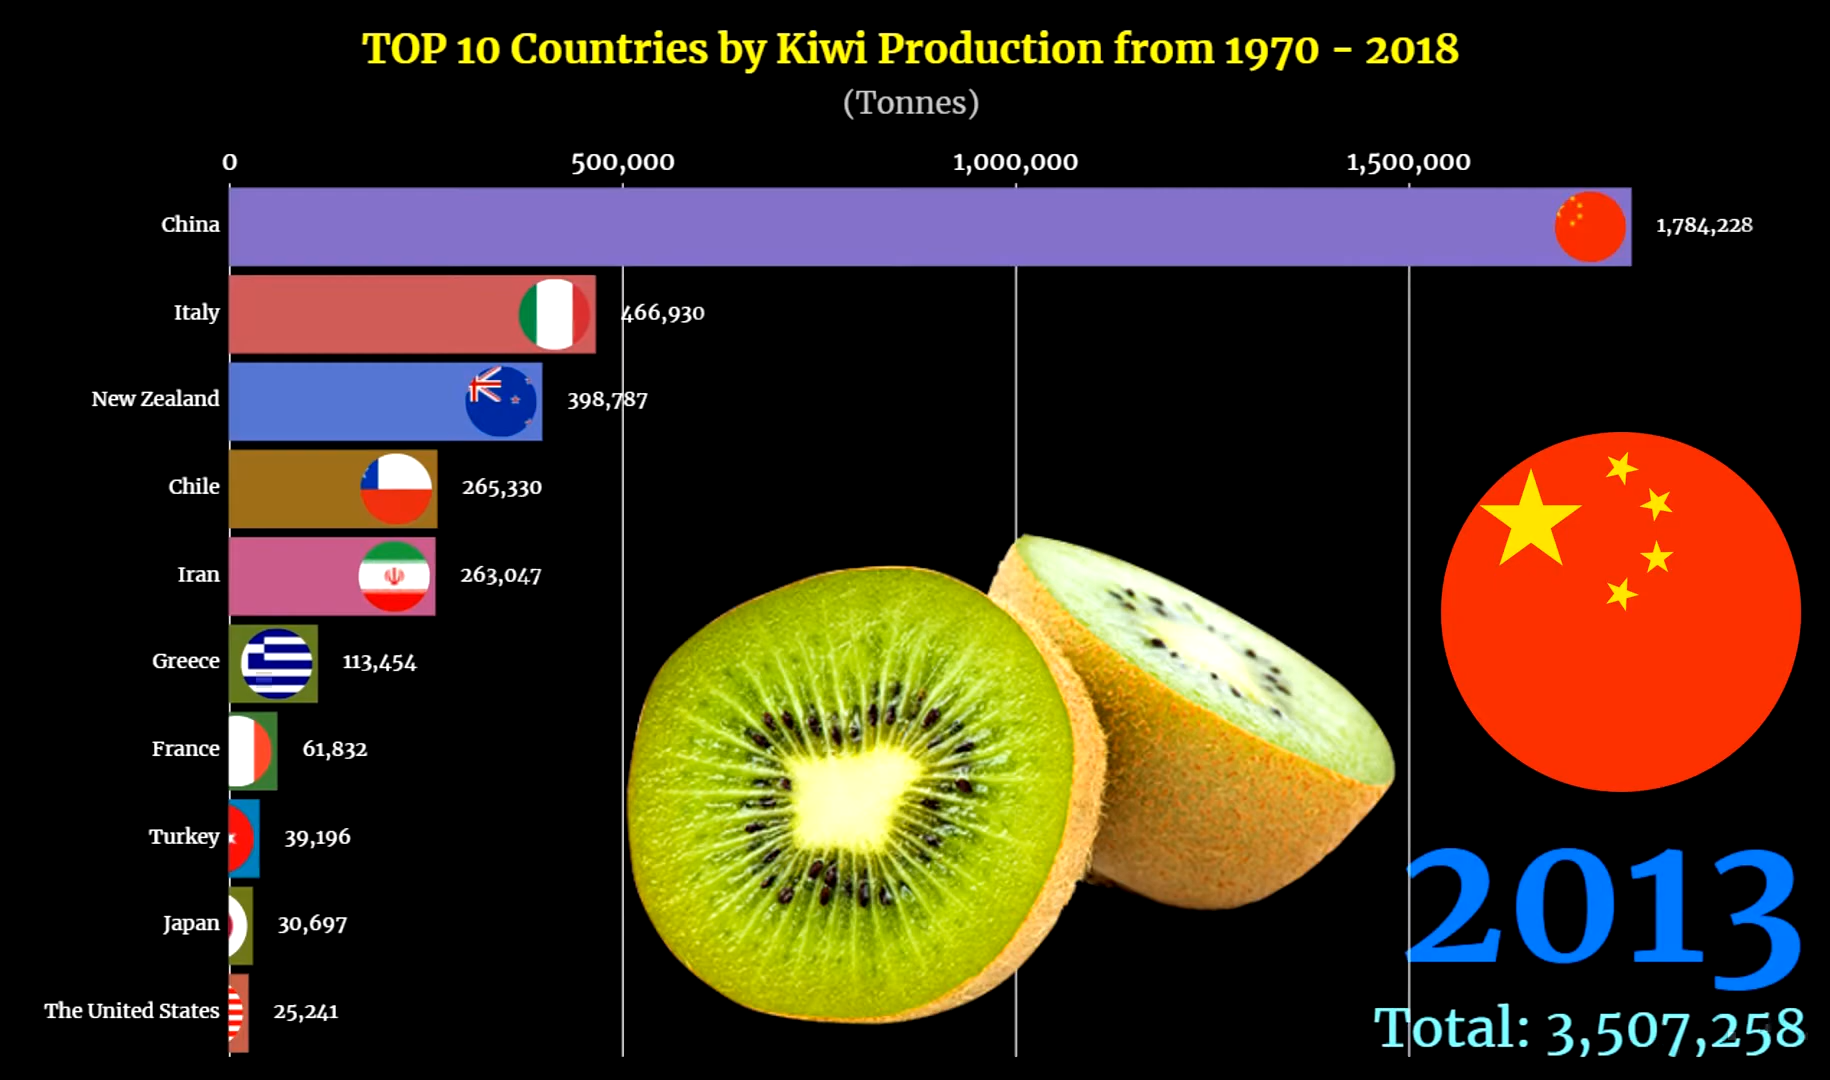 TOP 10 Countries by Kiwi Production from 1970 - 2018
(Tonnes)
0 500,000 1,000,000 1,500,000
China 1,784,228
Italy 466,930
New Zealand 398,787
Chile 265,330
Iran 263,047
Greece 113,454
France 61,832
Turkey 39,196
Japan 30,697
The United States 25,241
2013
Total: 3,507,258